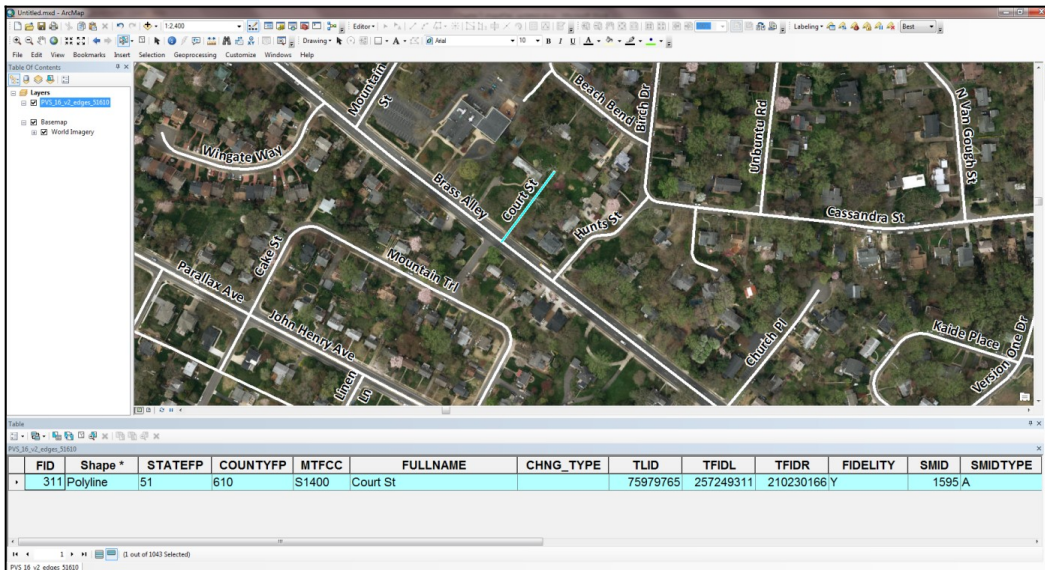 Untitled.mxd - ArcMap
1:2,400
Editor
Labeling
Best
Drawing
A
Arial
10
B I U A
File Edit View Bookmarks Insert Selection Geoprocessing Customize Windows Help
Table Of Contents
Layers
PVS_16_v2_edges_51610
Basemap
World Imagery
Mountain St
Beach Bend
Birch Dr
Unbuntu Rd
N Van Gough St
Wingate Way
Brass Alley
Court St
Hunts St
Cassandra St
Cake St
Mountain Trl
Parallax Ave
John Henry Ave
Linen Ln
Church Pl
Kaide Place
Version One Dr
Table
PVS_16_v2_edges_51610
FID Shape * STATEFP COUNTYFP MTFCC FULLNAME CHNG_TYPE TLID TFIDL TFIDR FIDELITY SMID SMIDTYPE
311 Polyline 51 610 S1400 Court St 75979765 257249311 210230166 Y 1595 A
1 (1 out of 1043 Selected)
PVS_16_v2_edges_51610